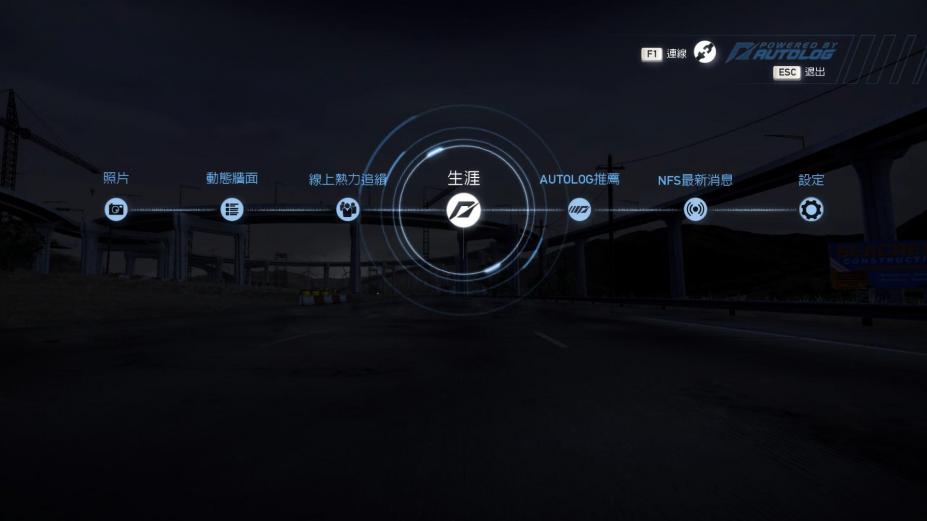 F1 連線
POWERED BY
AUTOLOG
ESC 退出
照片
動態牆面
線上熱力追緝
生涯
AUTOLOG推薦
NFS最新消息
設定
CONSTRUCTI